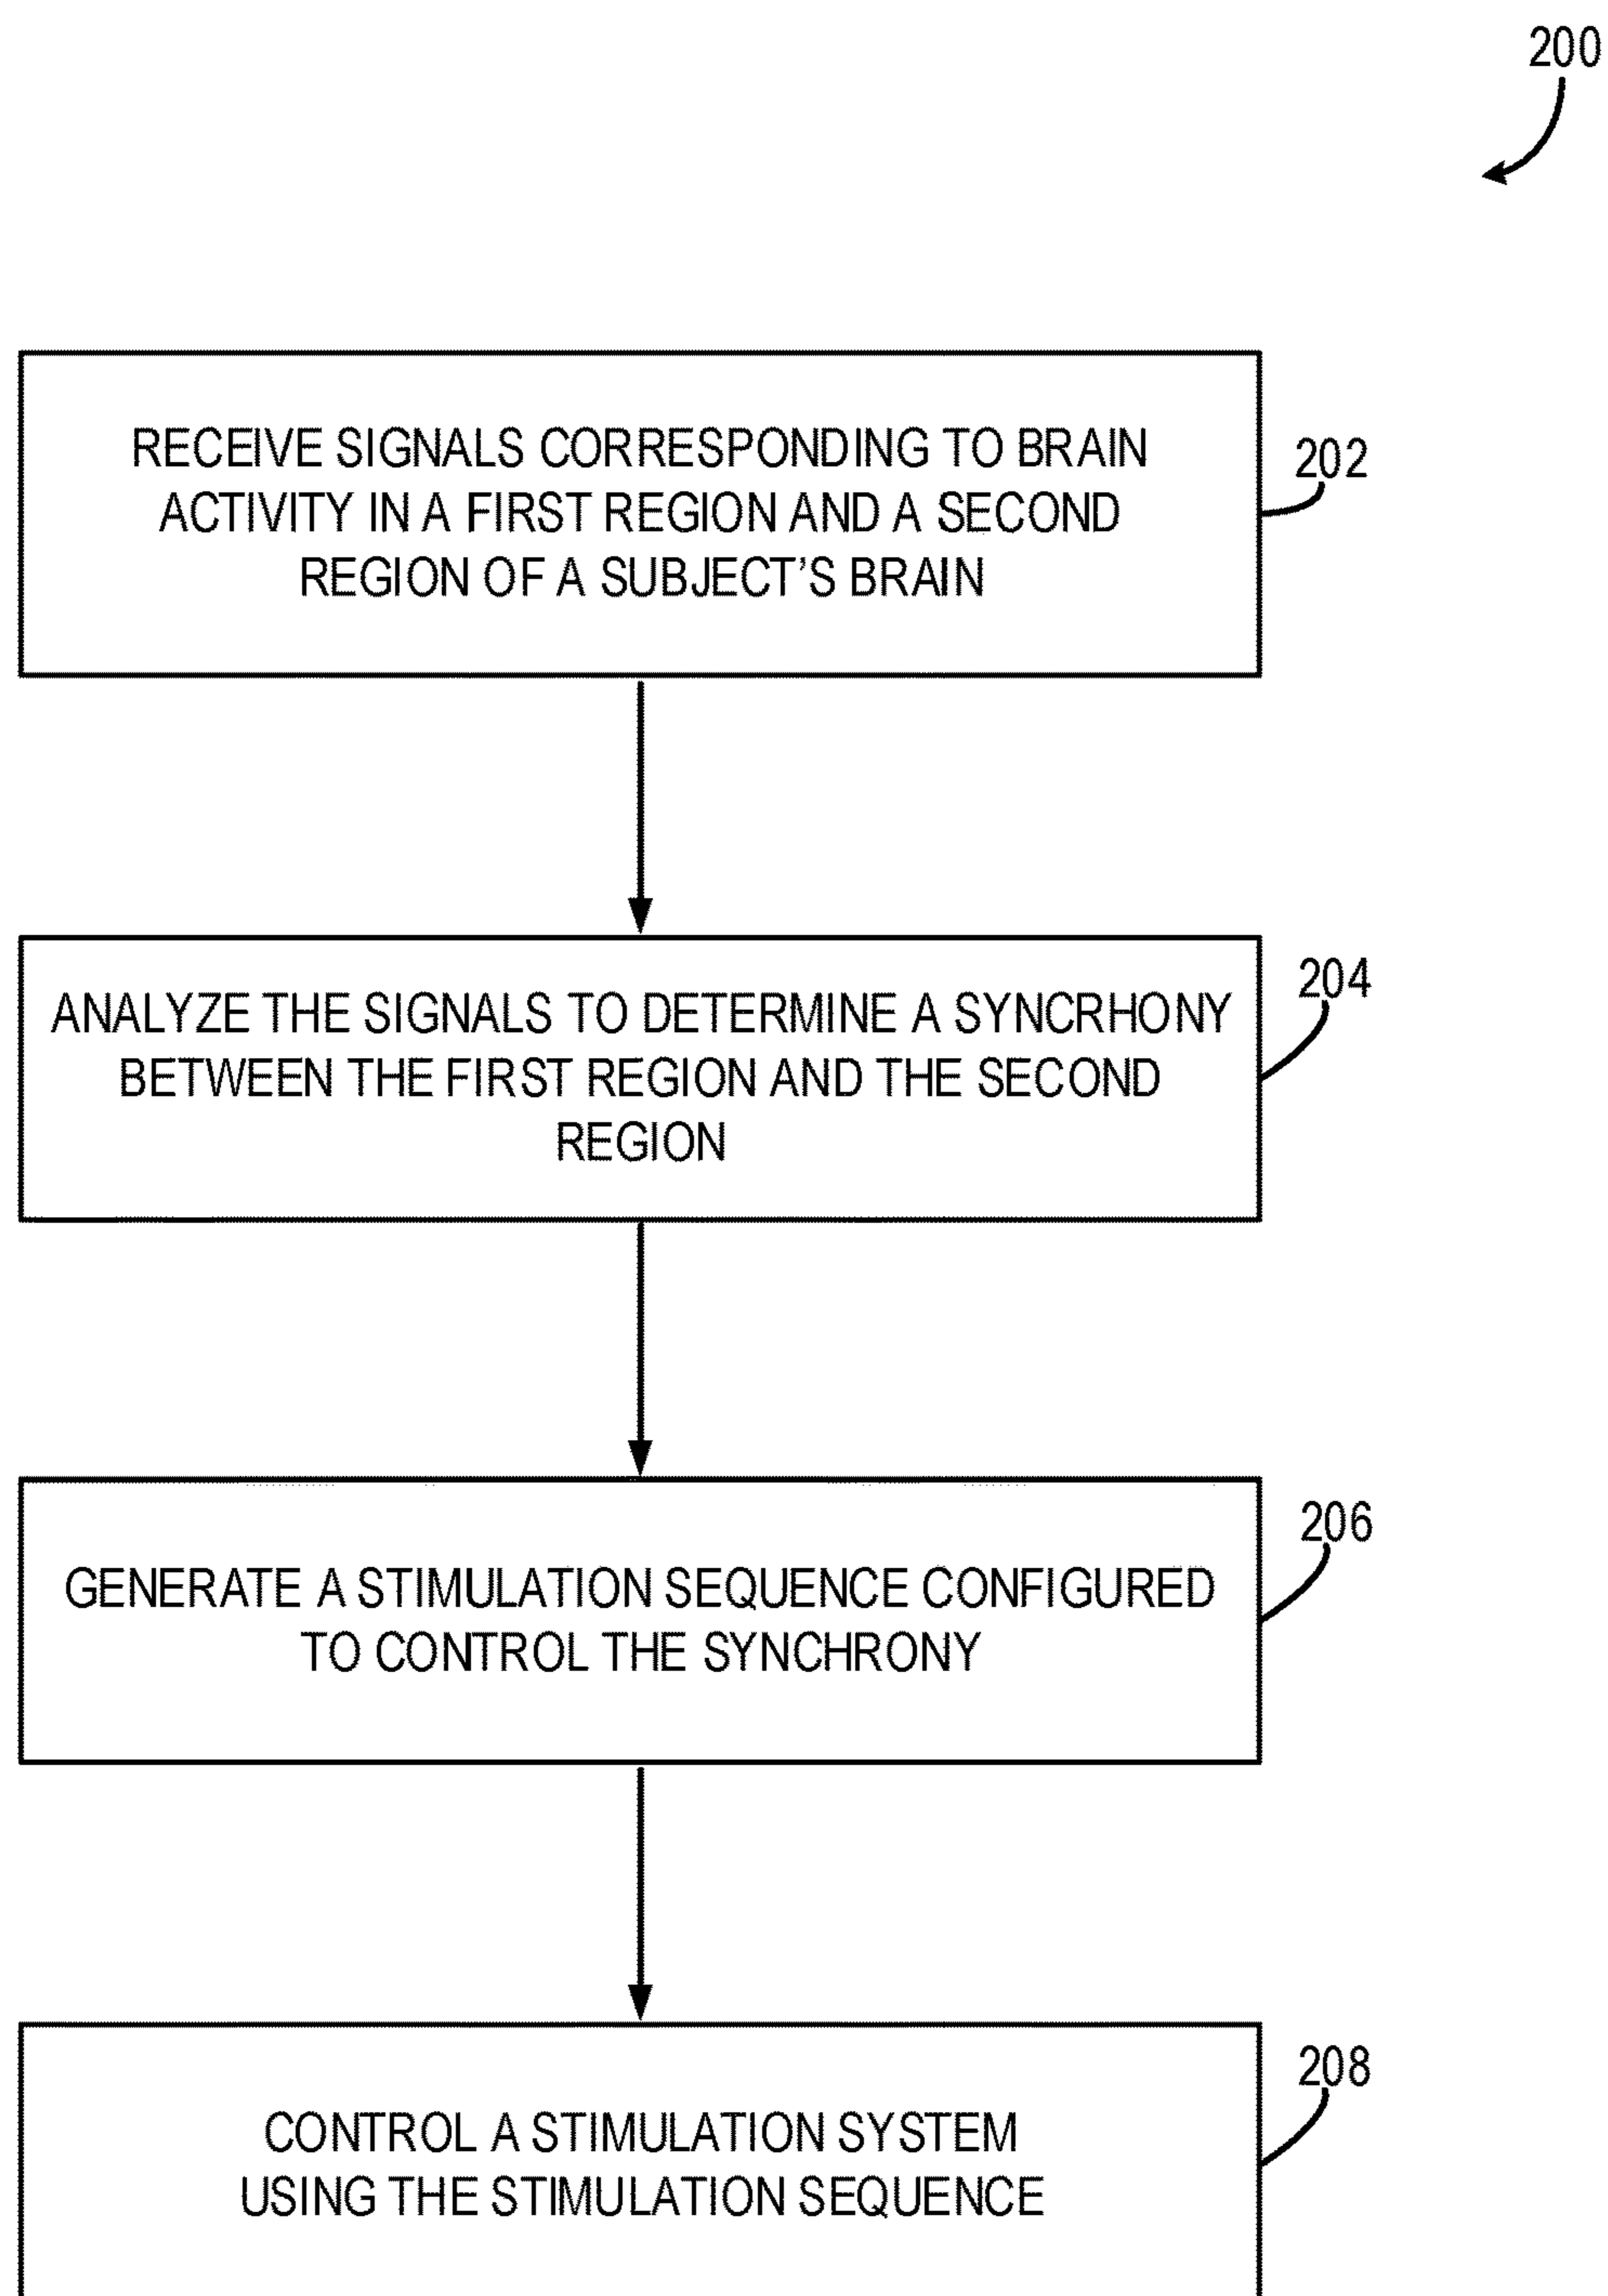 200
RECEIVE SIGNALS CORRESPONDING TO BRAIN
ACTIVITY IN A FIRST REGION AND A SECOND
REGION OF A SUBJECT'S BRAIN
202
ANALYZE THE SIGNALS TO DETERMINE A SYNCRHONY
BETWEEN THE FIRST REGION AND THE SECOND
REGION
204
GENERATE A STIMULATION SEQUENCE CONFIGURED
TO CONTROL THE SYNCHRONY
206
CONTROL A STIMULATION SYSTEM
USING THE STIMULATION SEQUENCE
208